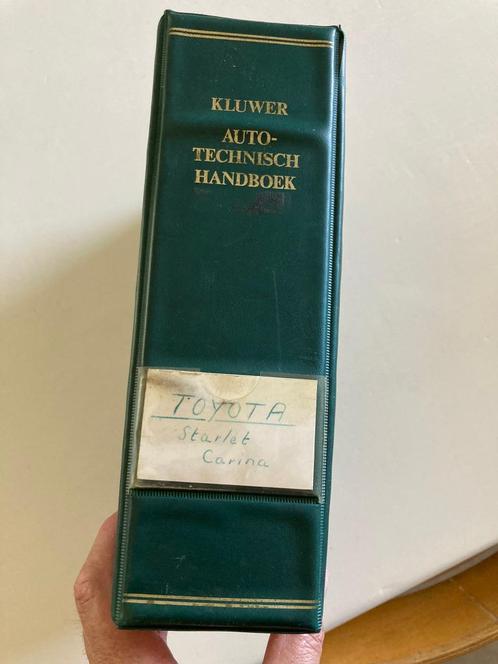 KLUWER
AUTO-
TECHNISCH
HANDBOEK
TOYOTA
Starlet
Carina